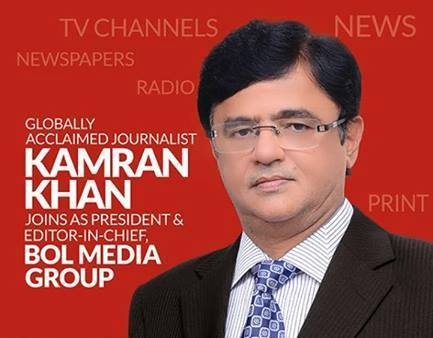 TV CHANNELS
NEWS
NEWSPAPERS
RADIO
GLOBALLY
ACCLAIMED JOURNALIST
KAMRAN
KHAN
JOINS AS PRESIDENT &
EDITOR-IN-CHIEF,
BOL MEDIA
GROUP
PRINT